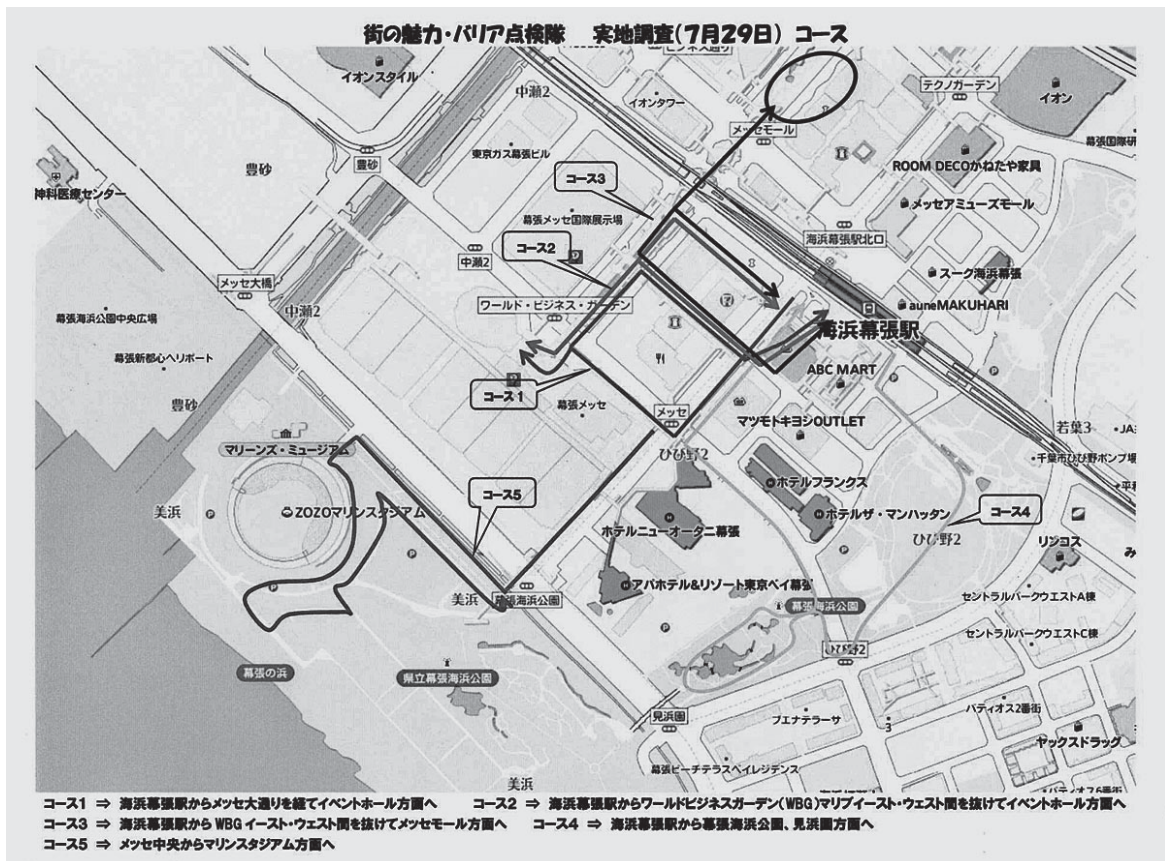 街の魅力・バリア点検隊　実地調査(7月29日)　コース
イオンスタイル
中瀬2
ビジネス通り
イオンタワー
テクノガーデン
イオン
メッセモール
東京ガス幕張ビル
豊砂
豊砂
幕張国際研
ROOM DECOかねたや家具
コース3
神科医療センター
メッセアミューズモール
幕張メッセ国際展示場
コース2
海浜幕張駅北口
中瀬2
スーク海浜幕張
メッセ大橋
ワールド・ビジネス・ガーデン
auneMAKUHARI
中瀬2
幕張海浜公園中央広場
海浜幕張駅
幕張新都心ヘリポート
ABC MART
コース1
幕張メッセ
メッセ
マツモトキヨシOUTLET
豊砂
若葉3
JA
マリーンズ・ミュージアム
ひび野2
千葉市ひび野ポンプ場
ホテルフランクス
平和
コース5
美浜
ZOZOマリンスタジアム
ホテルザ・マンハッタン
コース4
ホテルニューオータニ幕張
ひび野2
リンコス
み
アパホテル&リゾート東京ベイ幕張
美浜
幕張海浜公園
幕張海浜公園
セントラルパークウエストA棟
セントラルパークウエストC棟
ひび野2
幕張の浜
県立幕張海浜公園
見浜園
ブエナテラーサ
3
パティオス2番街
ヤックスドラッグ
幕張ビーチテラスベイレジデンス
美浜
パティオス6番街
コース1 ⇒ 海浜幕張駅からメッセ大通りを経てイベントホール方面へ　コース2 ⇒ 海浜幕張駅からワールドビジネスガーデン(WBG)マリブイースト・ウェスト間を抜けてイベントホール方面へ
コース3 ⇒ 海浜幕張駅から WBG イースト・ウェスト間を抜けてメッセモール方面へ　コース4 ⇒ 海浜幕張駅から幕張海浜公園、見浜園方面へ
コース5 ⇒ メッセ中央からマリンスタジアム方面へ